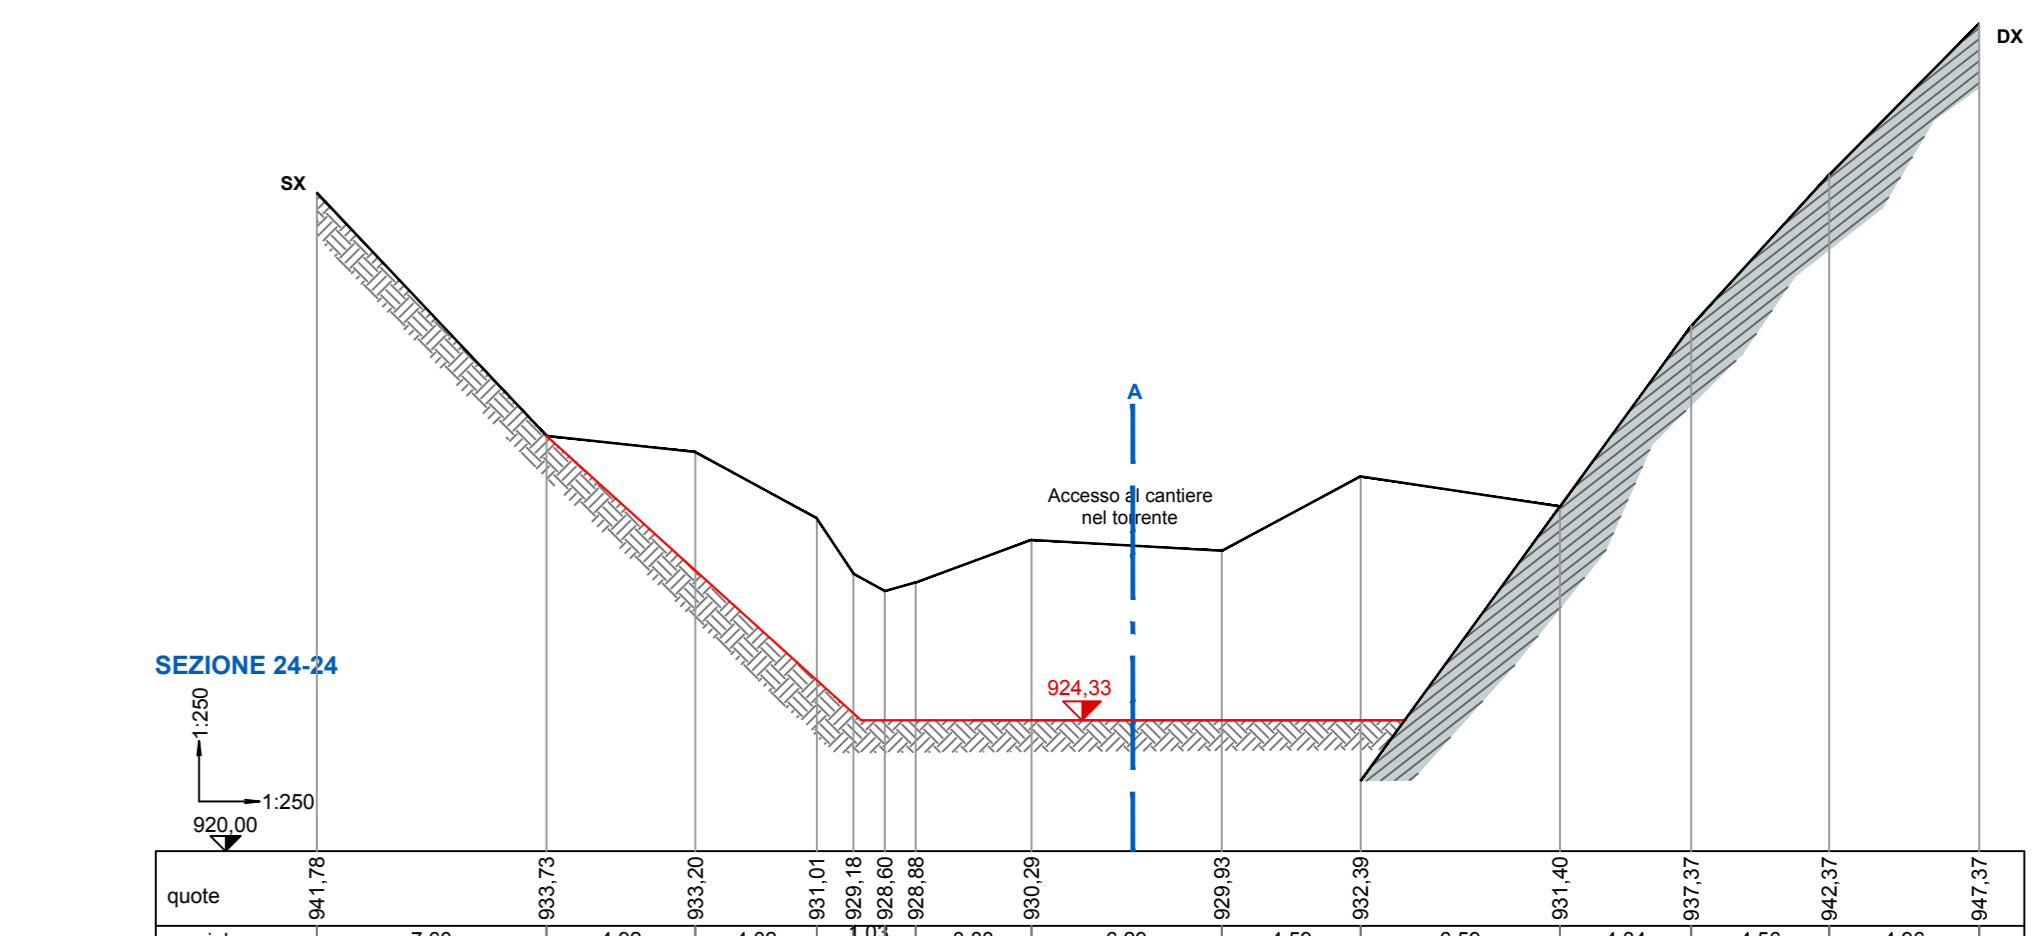 DX
SX
A
Accesso al cantiere
nel torrente
SEZIONE 24-24
924,33
1:250
1:250
920,00
quote
941,78
933,73
933,20
931,01
929,18
928,60
928,88
930,29
929,93
932,39
931,40
937,37
942,37
947,37
1,03